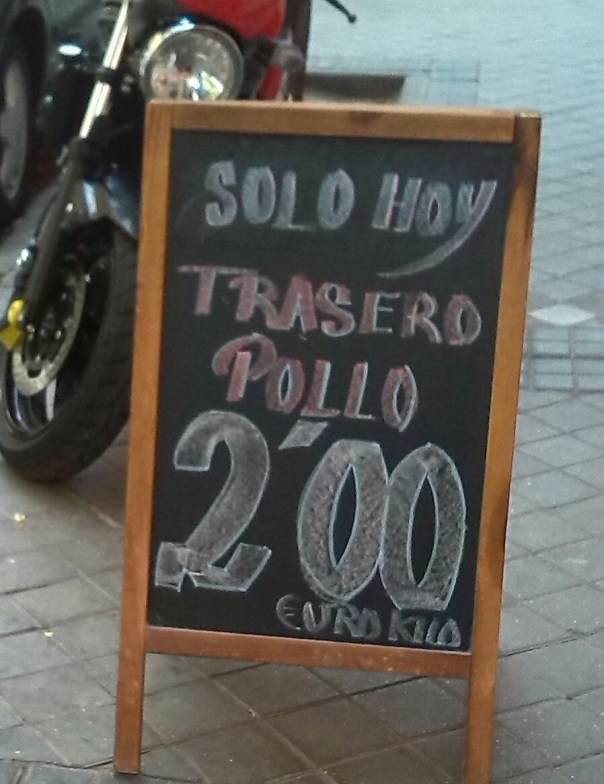 SOLO HOY
TRASERO
POLLO
2'00
EURO KILO